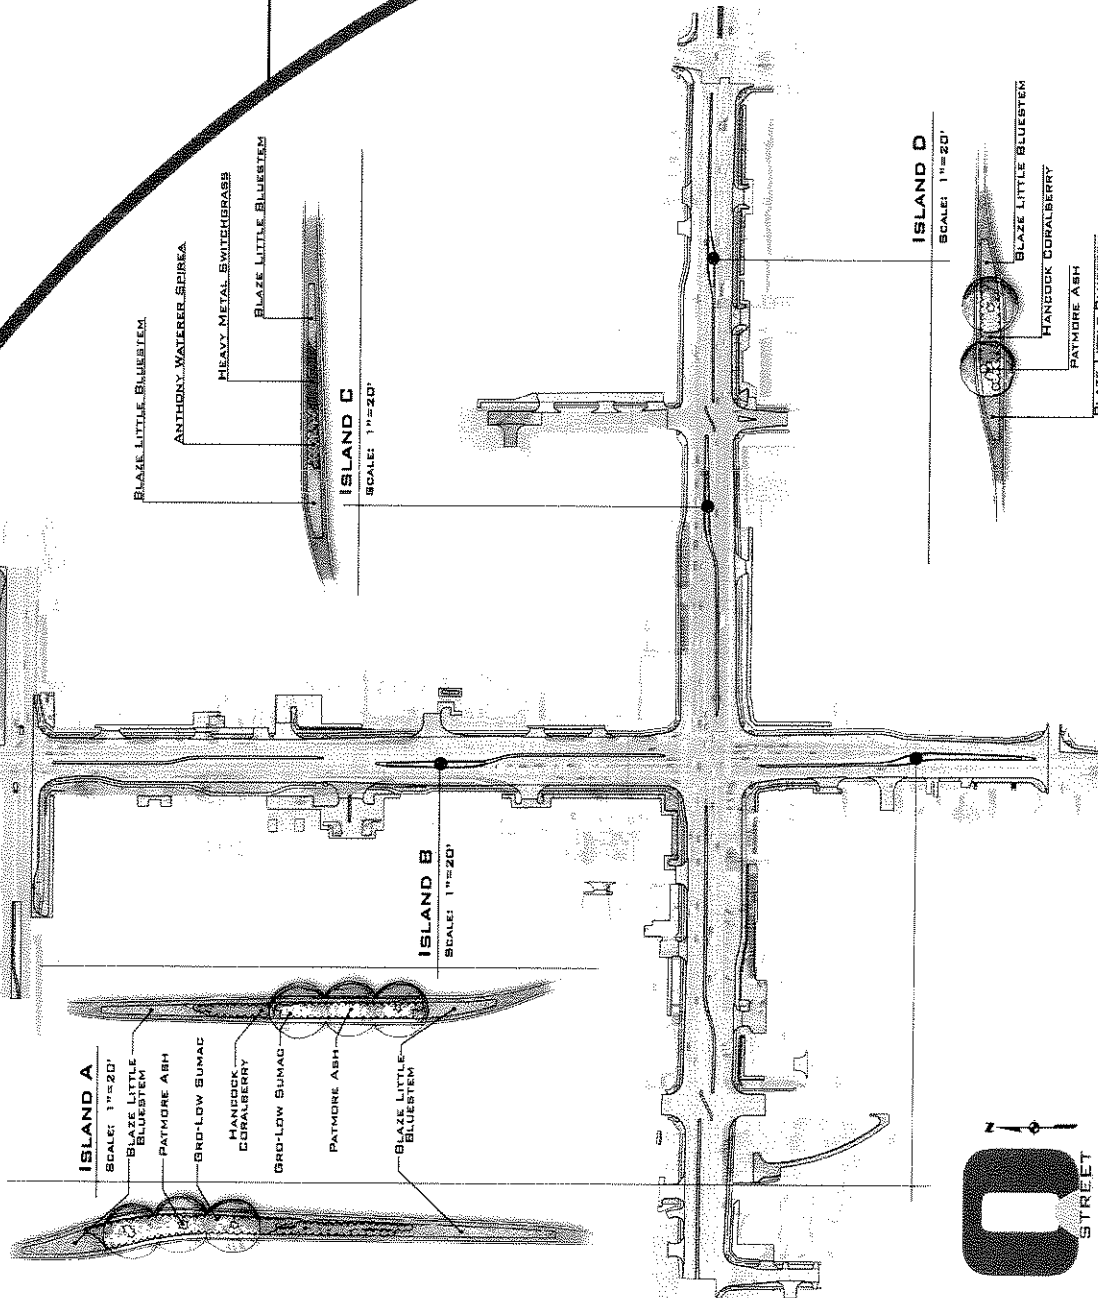 BLAZE LITTLE BLUESTEM
ANTHONY WATERER SPIREA
HEAVY METAL SWITCHGRASS
BLAZE LITTLE BLUESTEM
ISLAND C
SCALE: 1"=20'
ISLAND D
SCALE: 1"=20'
BLAZE LITTLE BLUESTEM
HANCOCK CORALBERRY
PATMORE ASH
ISLAND B
SCALE: 1"=20'
ISLAND A
SCALE: 1"=20'
BLAZE LITTLE
BLUESTEM
PATMORE ASH
GRO-LOW SUMAC
HANCOCK
CORALBERRY
GRO-LOW SUMAC
PATMORE ASH
BLAZE LITTLE
BLUESTEM
N
O
STREET